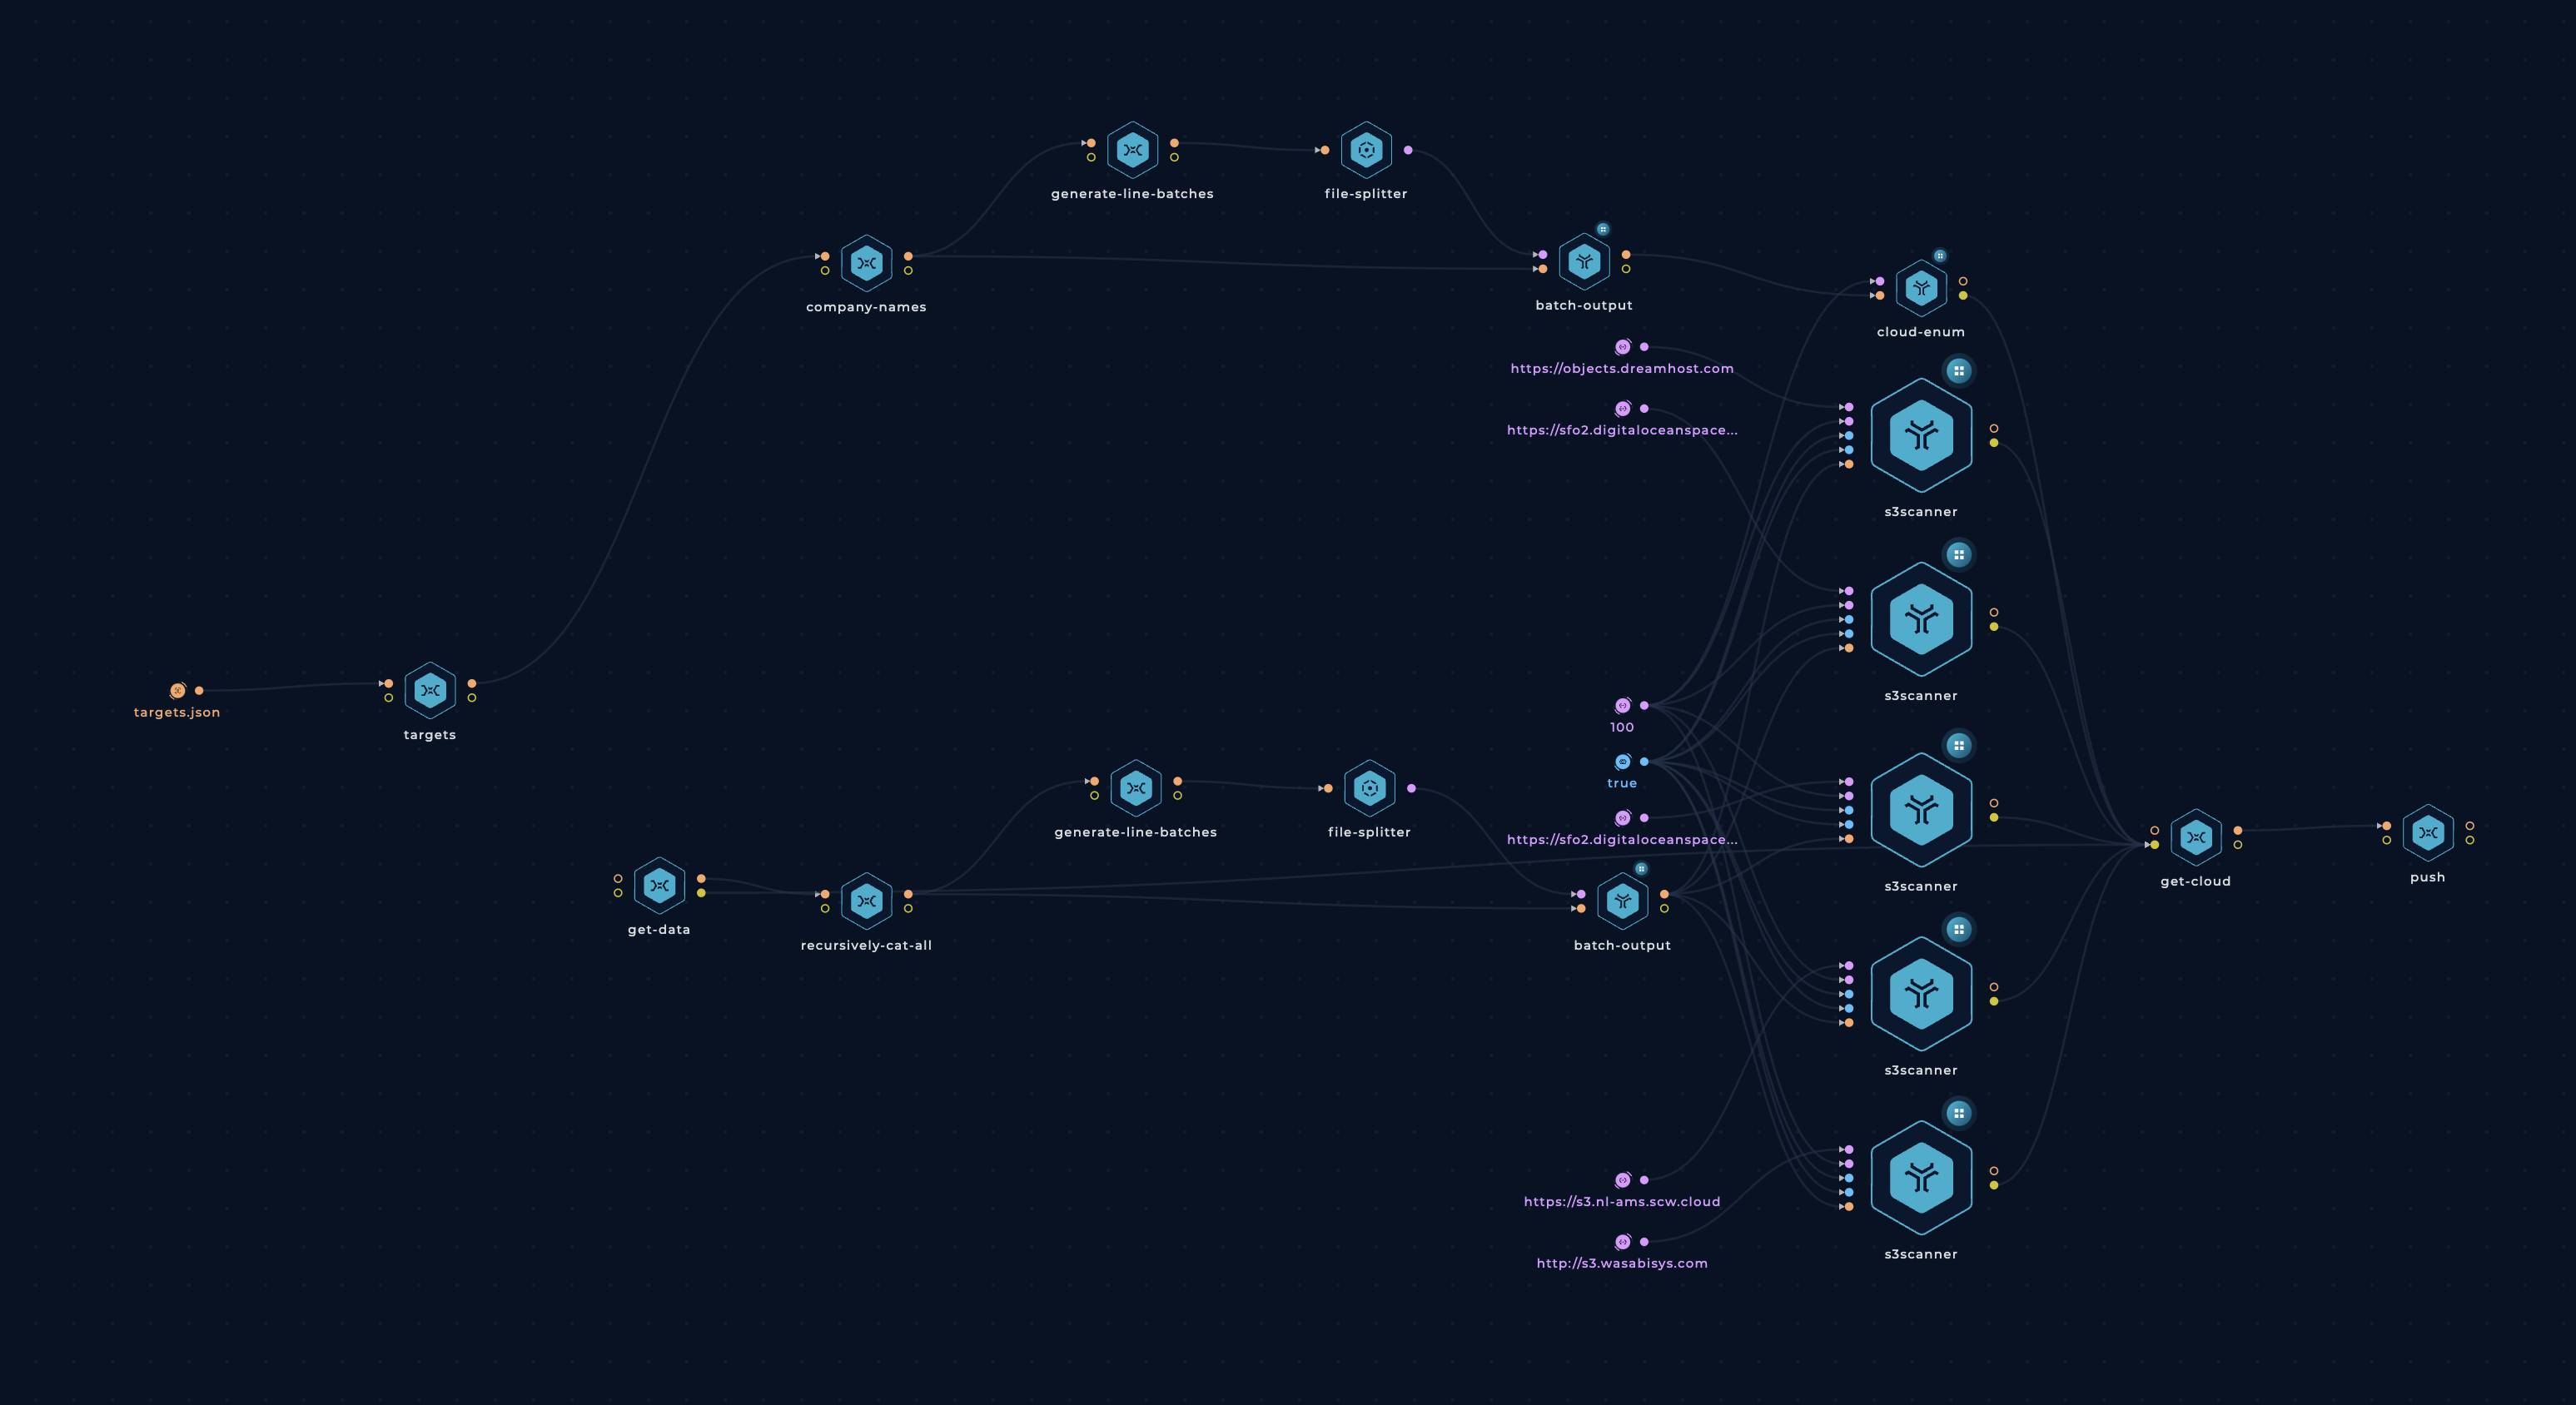 generate-line-batches
file-splitter
company-names
batch-output
cloud-enum
https://objects.dreamhost.com
https://sfo2.digitaloceanspace...
s3scanner
s3scanner
targets.json
targets
100
true
generate-line-batches
file-splitter
https://sfo2.digitaloceanspace...
s3scanner
get-cloud
push
get-data
recursively-cat-all
batch-output
s3scanner
https://s3.nl-ams.scw.cloud
http://s3.wasabisys.com
s3scanner